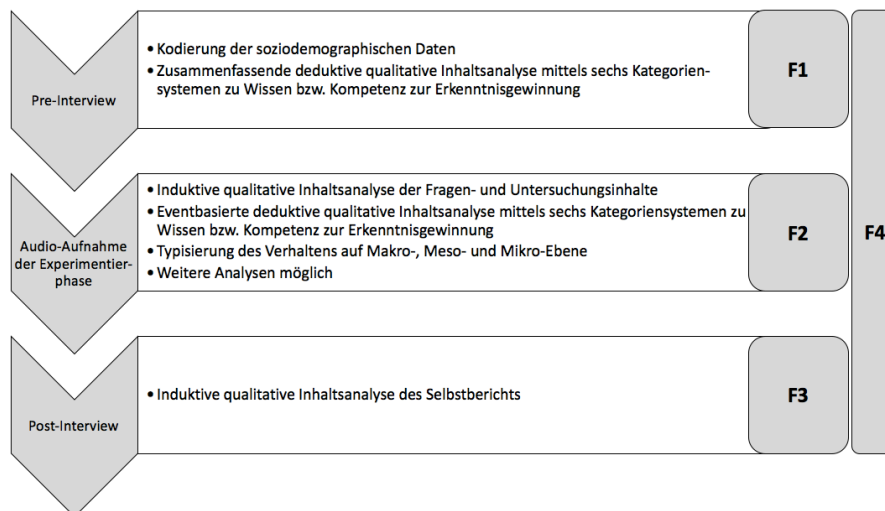 Pre-Interview
• Kodierung der soziodemographischen Daten
• Zusammenfassende deduktive qualitative Inhaltsanalyse mittels sechs Kategorien-
systemen zu Wissen bzw. Kompetenz zur Erkenntnisgewinnung
F1
Audio-Aufnahme
der Experimentier-
phase
• Induktive qualitative Inhaltsanalyse der Fragen- und Untersuchungsinhalte
• Eventbasierte deduktive qualitative Inhaltsanalyse mittels sechs Kategoriensystemen zu
Wissen bzw. Kompetenz zur Erkenntnisgewinnung
• Typisierung des Verhaltens auf Makro-, Meso- und Mikro-Ebene
• Weitere Analysen möglich
F2
F4
Post-Interview
• Induktive qualitative Inhaltsanalyse des Selbstberichts
F3